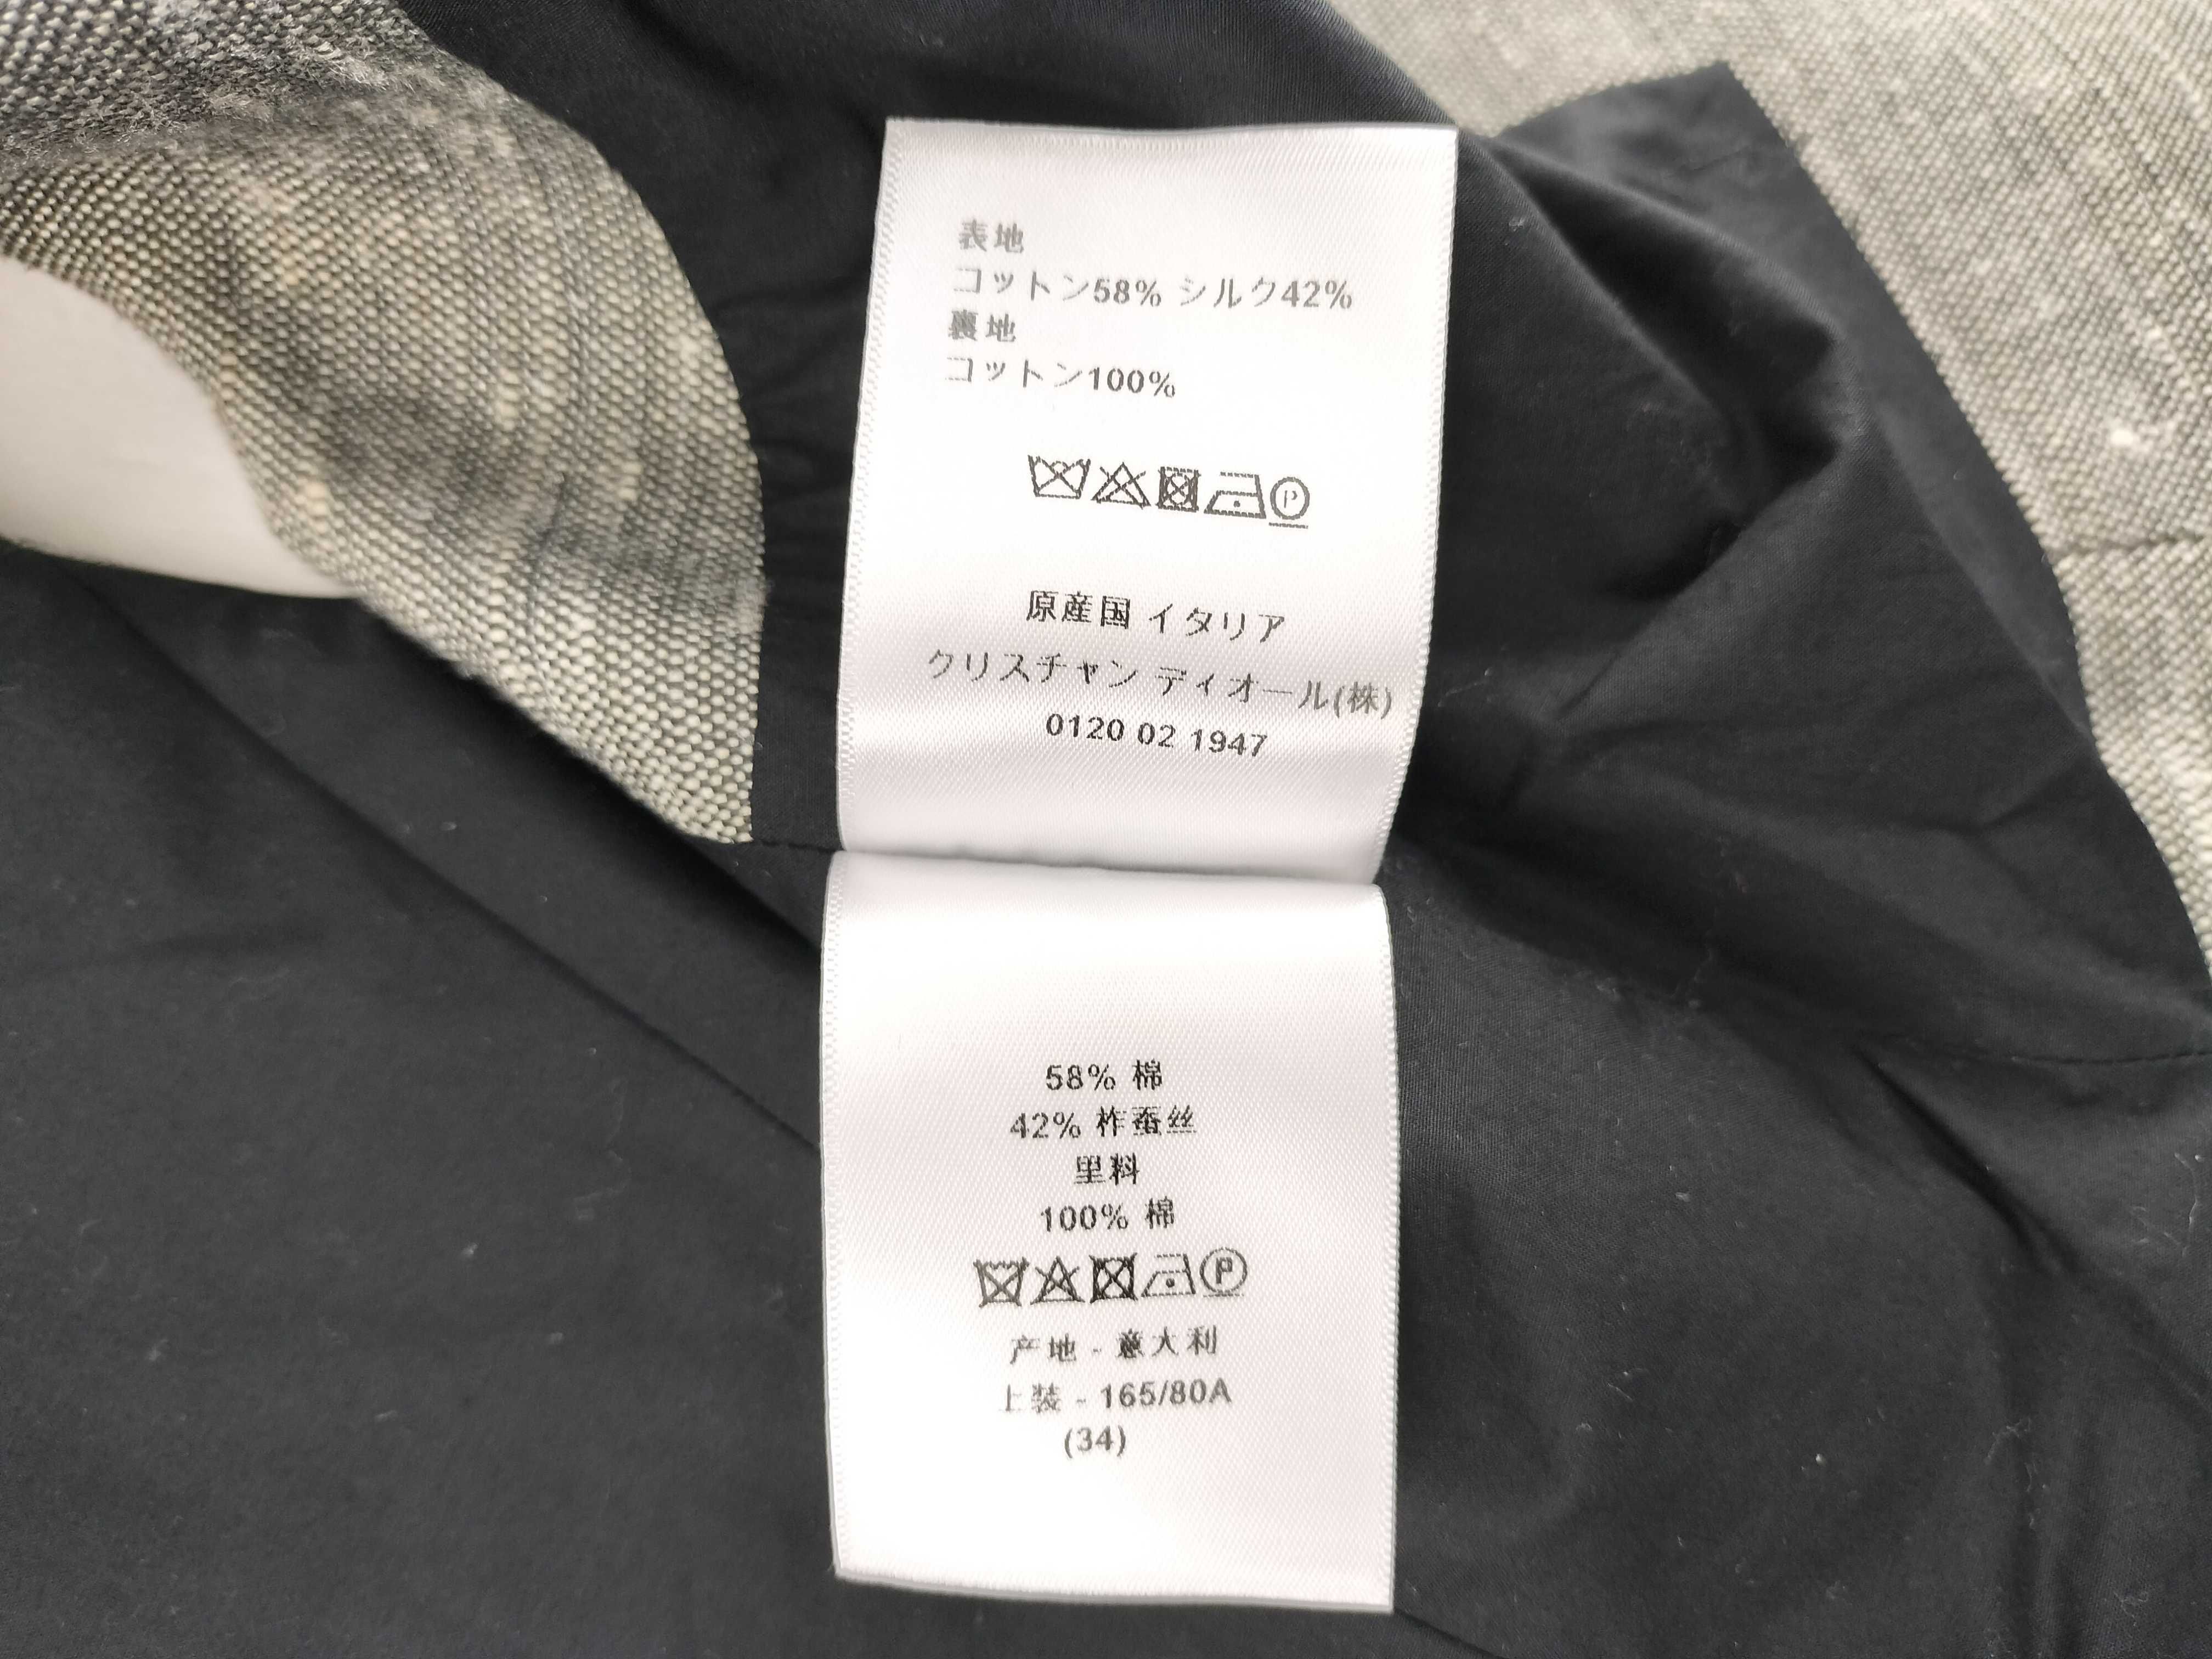 表地
コットン58% シルク42%
裏地
コットン100%
P
原産国 イタリア
クリスチャン ディオール(株)
0120 02 1947
58% 棉
42% 柞蚕丝
里料
100% 棉
P
产地 - 意大利
上装 - 165/80A
(34)